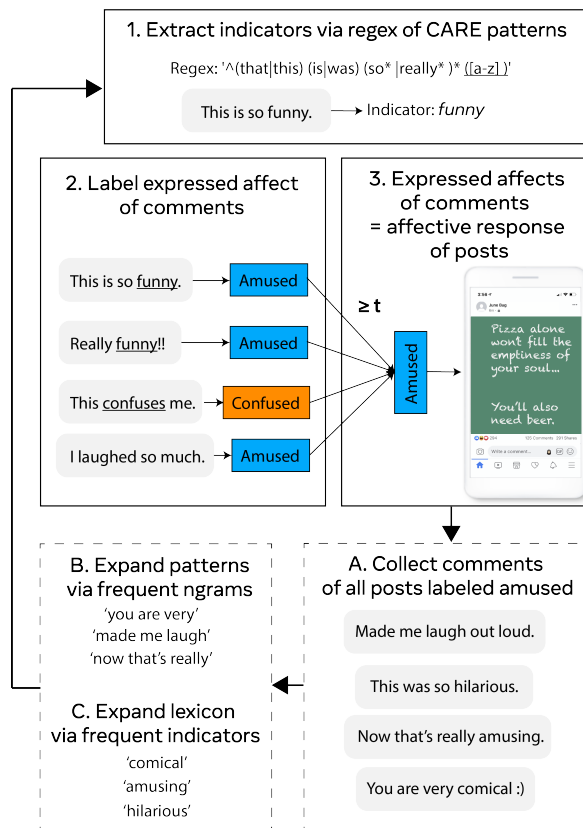 1. Extract indicators via regex of CARE patterns
Regex: '^(that|this) (is|was) (so* |really* )* ([a-z] )'
This is so funny.
Indicator: funny
2. Label expressed affect
of comments
This is so funny.
Amused
Really funny!!
Amused
This confuses me.
Confused
I laughed so much.
Amused
≥ t
3. Expressed affects
of comments
= affective response
of posts
Amused
June Bug
Pizza alone
won't fill the
emptiness of
your soul...
You'll also
need beer.
Write a comment...
A. Collect comments
of all posts labeled amused
Made me laugh out loud.
This was so hilarious.
Now that's really amusing.
You are very comical :)
B. Expand patterns
via frequent ngrams
'you are very'
'made me laugh'
'now that's really'
C. Expand lexicon
via frequent indicators
'comical'
'amusing'
'hilarious'